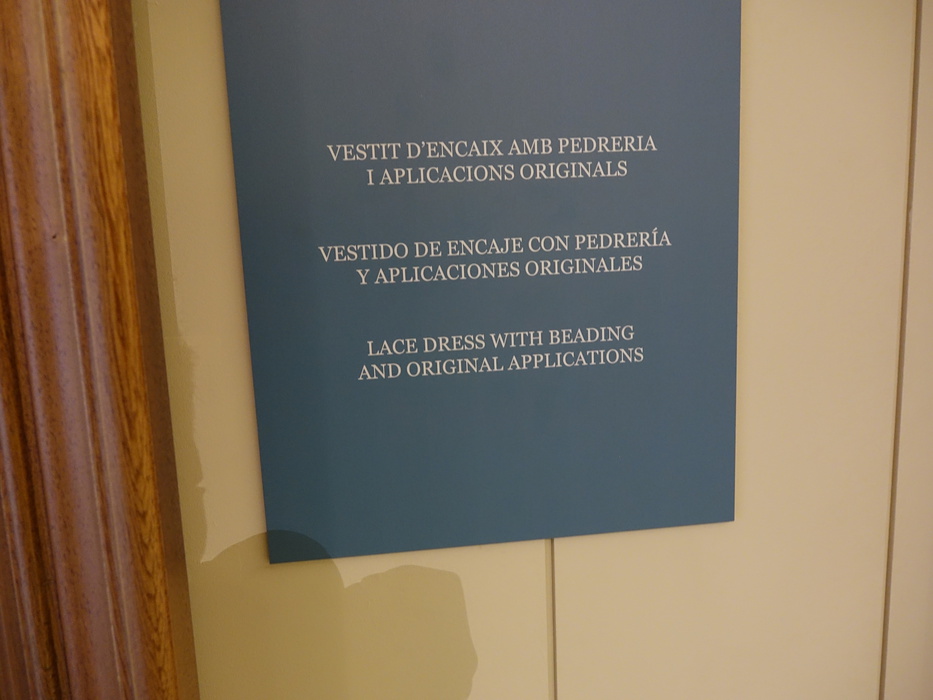 VESTIT D'ENCAIX AMB PEDRERIA
I APLICACIONS ORIGINALS
VESTIDO DE ENCAJE CON PEDRERÍA
Y APLICACIONES ORIGINALES
LACE DRESS WITH BEADING
AND ORIGINAL APPLICATIONS